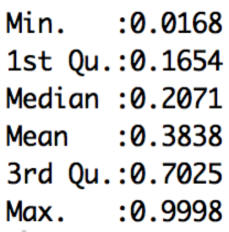 Min.   :0.0168
1st Qu.:0.1654
Median :0.2071
Mean   :0.3838
3rd Qu.:0.7025
Max.   :0.9998